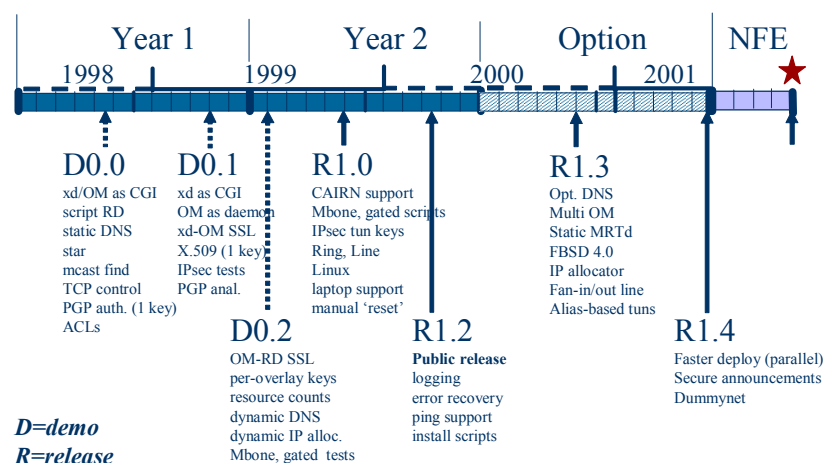 Year 1
Year 2
Option
NFE
1998
1999
2000
2001
D0.0
xd/OM as CGI
script RD
static DNS
star
mcast find
TCP control
PGP auth. (1 key)
ACLs
D0.1
xd as CGI
OM as daemon
xd-OM SSL
X.509 (1 key)
IPsec tests
PGP anal.
D0.2
OM-RD SSL
per-overlay keys
resource counts
dynamic DNS
dynamic IP alloc.
Mbone, gated tests
R1.0
CAIRN support
Mbone, gated scripts
IPsec tun keys
Ring, Line
Linux
laptop support
manual ‘reset’
R1.2
Public release
logging
error recovery
ping support
install scripts
R1.3
Opt. DNS
Multi OM
Static MRTd
FBSD 4.0
IP allocator
Fan-in/out line
Alias-based tuns
R1.4
Faster deploy (parallel)
Secure announcements
Dummynet
D=demo
R=release